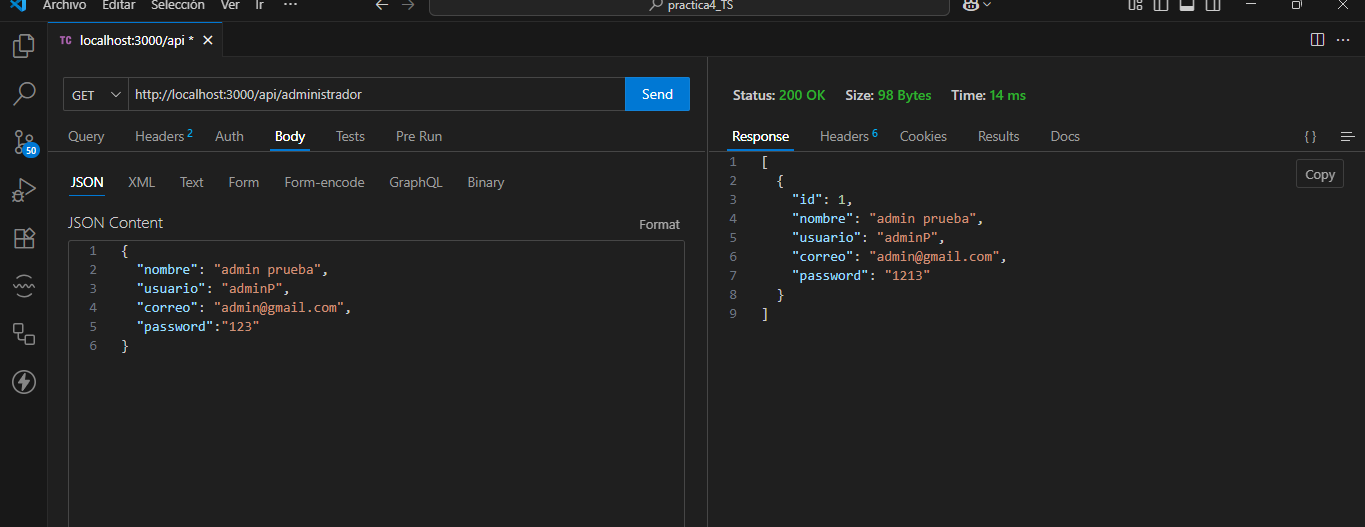 Archivo Editar Selección Ver Ir ··· ← → practica4_TS
TC localhost:3000/api * ×
GET http://localhost:3000/api/administrador Send
Query Headers 2 Auth Body Tests Pre Run
JSON XML Text Form Form-encode GraphQL Binary
JSON Content Format
1 {
2 "nombre": "admin prueba",
3 "usuario": "adminP",
4 "correo": "admin@gmail.com",
5 "password":"123"
6 }
50
Status: 200 OK Size: 98 Bytes Time: 14 ms
Response Headers 6 Cookies Results Docs { }
Copy
1 [
2 {
3 "id": 1,
4 "nombre": "admin prueba",
5 "usuario": "adminP",
6 "correo": "admin@gmail.com",
7 "password": "1213"
8 }
9 ]